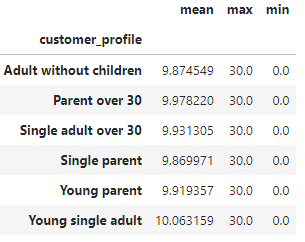 mean max min
customer_profile
Adult without children 9.874549 30.0 0.0
Parent over 30 9.978220 30.0 0.0
Single adult over 30 9.931305 30.0 0.0
Single parent 9.869971 30.0 0.0
Young parent 9.919357 30.0 0.0
Young single adult 10.063159 30.0 0.0